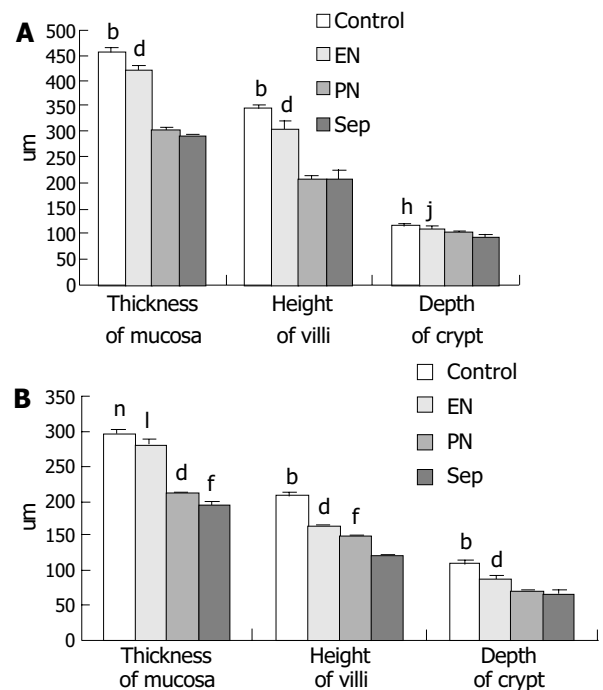 A
500
450
400
350
300
250
200
150
100
50
0
um
b d
b d
h j
Control
EN
PN
Sep
Thickness of mucosa
Height of villi
Depth of crypt
B
350
300
250
200
150
100
50
0
um
n l d f
b d f
b d
Control
EN
PN
Sep
Thickness of mucosa
Height of villi
Depth of crypt